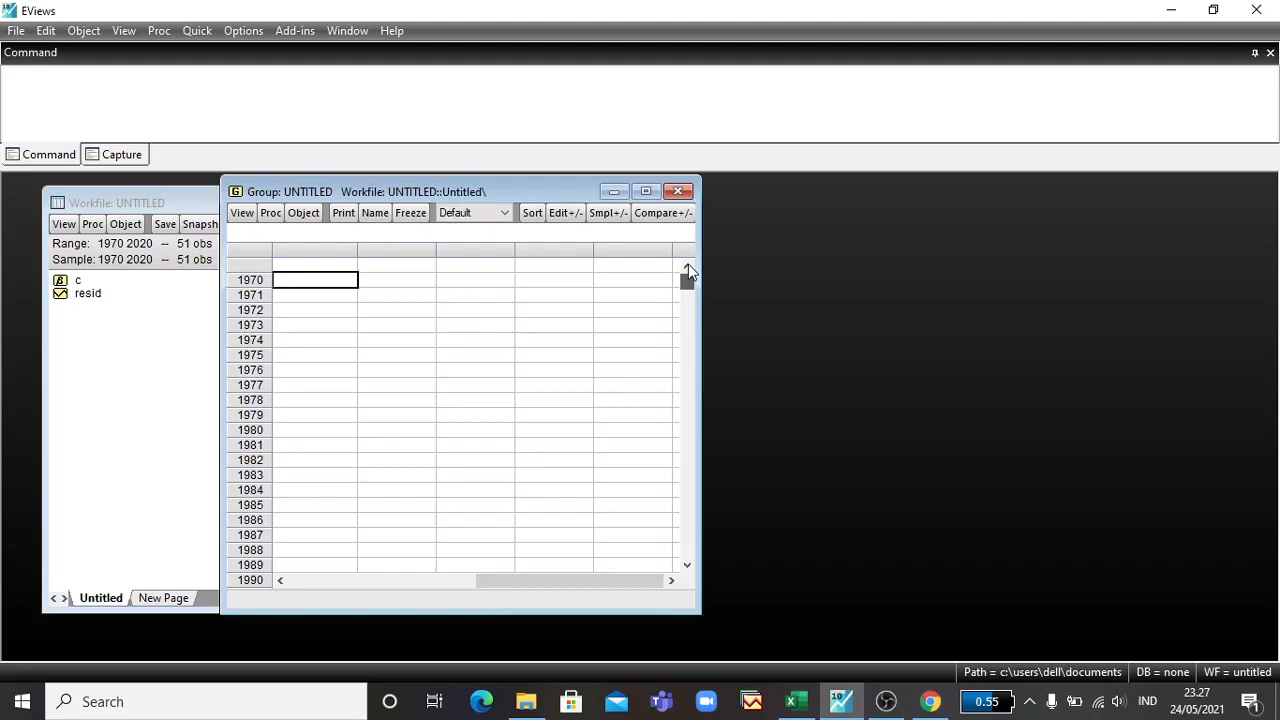 EViews
File Edit Object View Proc Quick Options Add-ins Window Help
Command
Command Capture
Workfile: UNTITLED
View Proc Object Save Snapsh
Range: 1970 2020 -- 51 obs
Sample: 1970 2020 -- 51 obs
c
resid
Untitled New Page
Group: UNTITLED Workfile: UNTITLED::Untitled\
View Proc Object Print Name Freeze Default Sort Edit+/- Smpl+/- Compare+/-
1970
1971
1972
1973
1974
1975
1976
1977
1978
1979
1980
1981
1982
1983
1984
1985
1986
1987
1988
1989
1990
Path = c:\users\dell\documents DB = none WF = untitled
Search
10
0.55
IND
23.27
24/05/2021
1